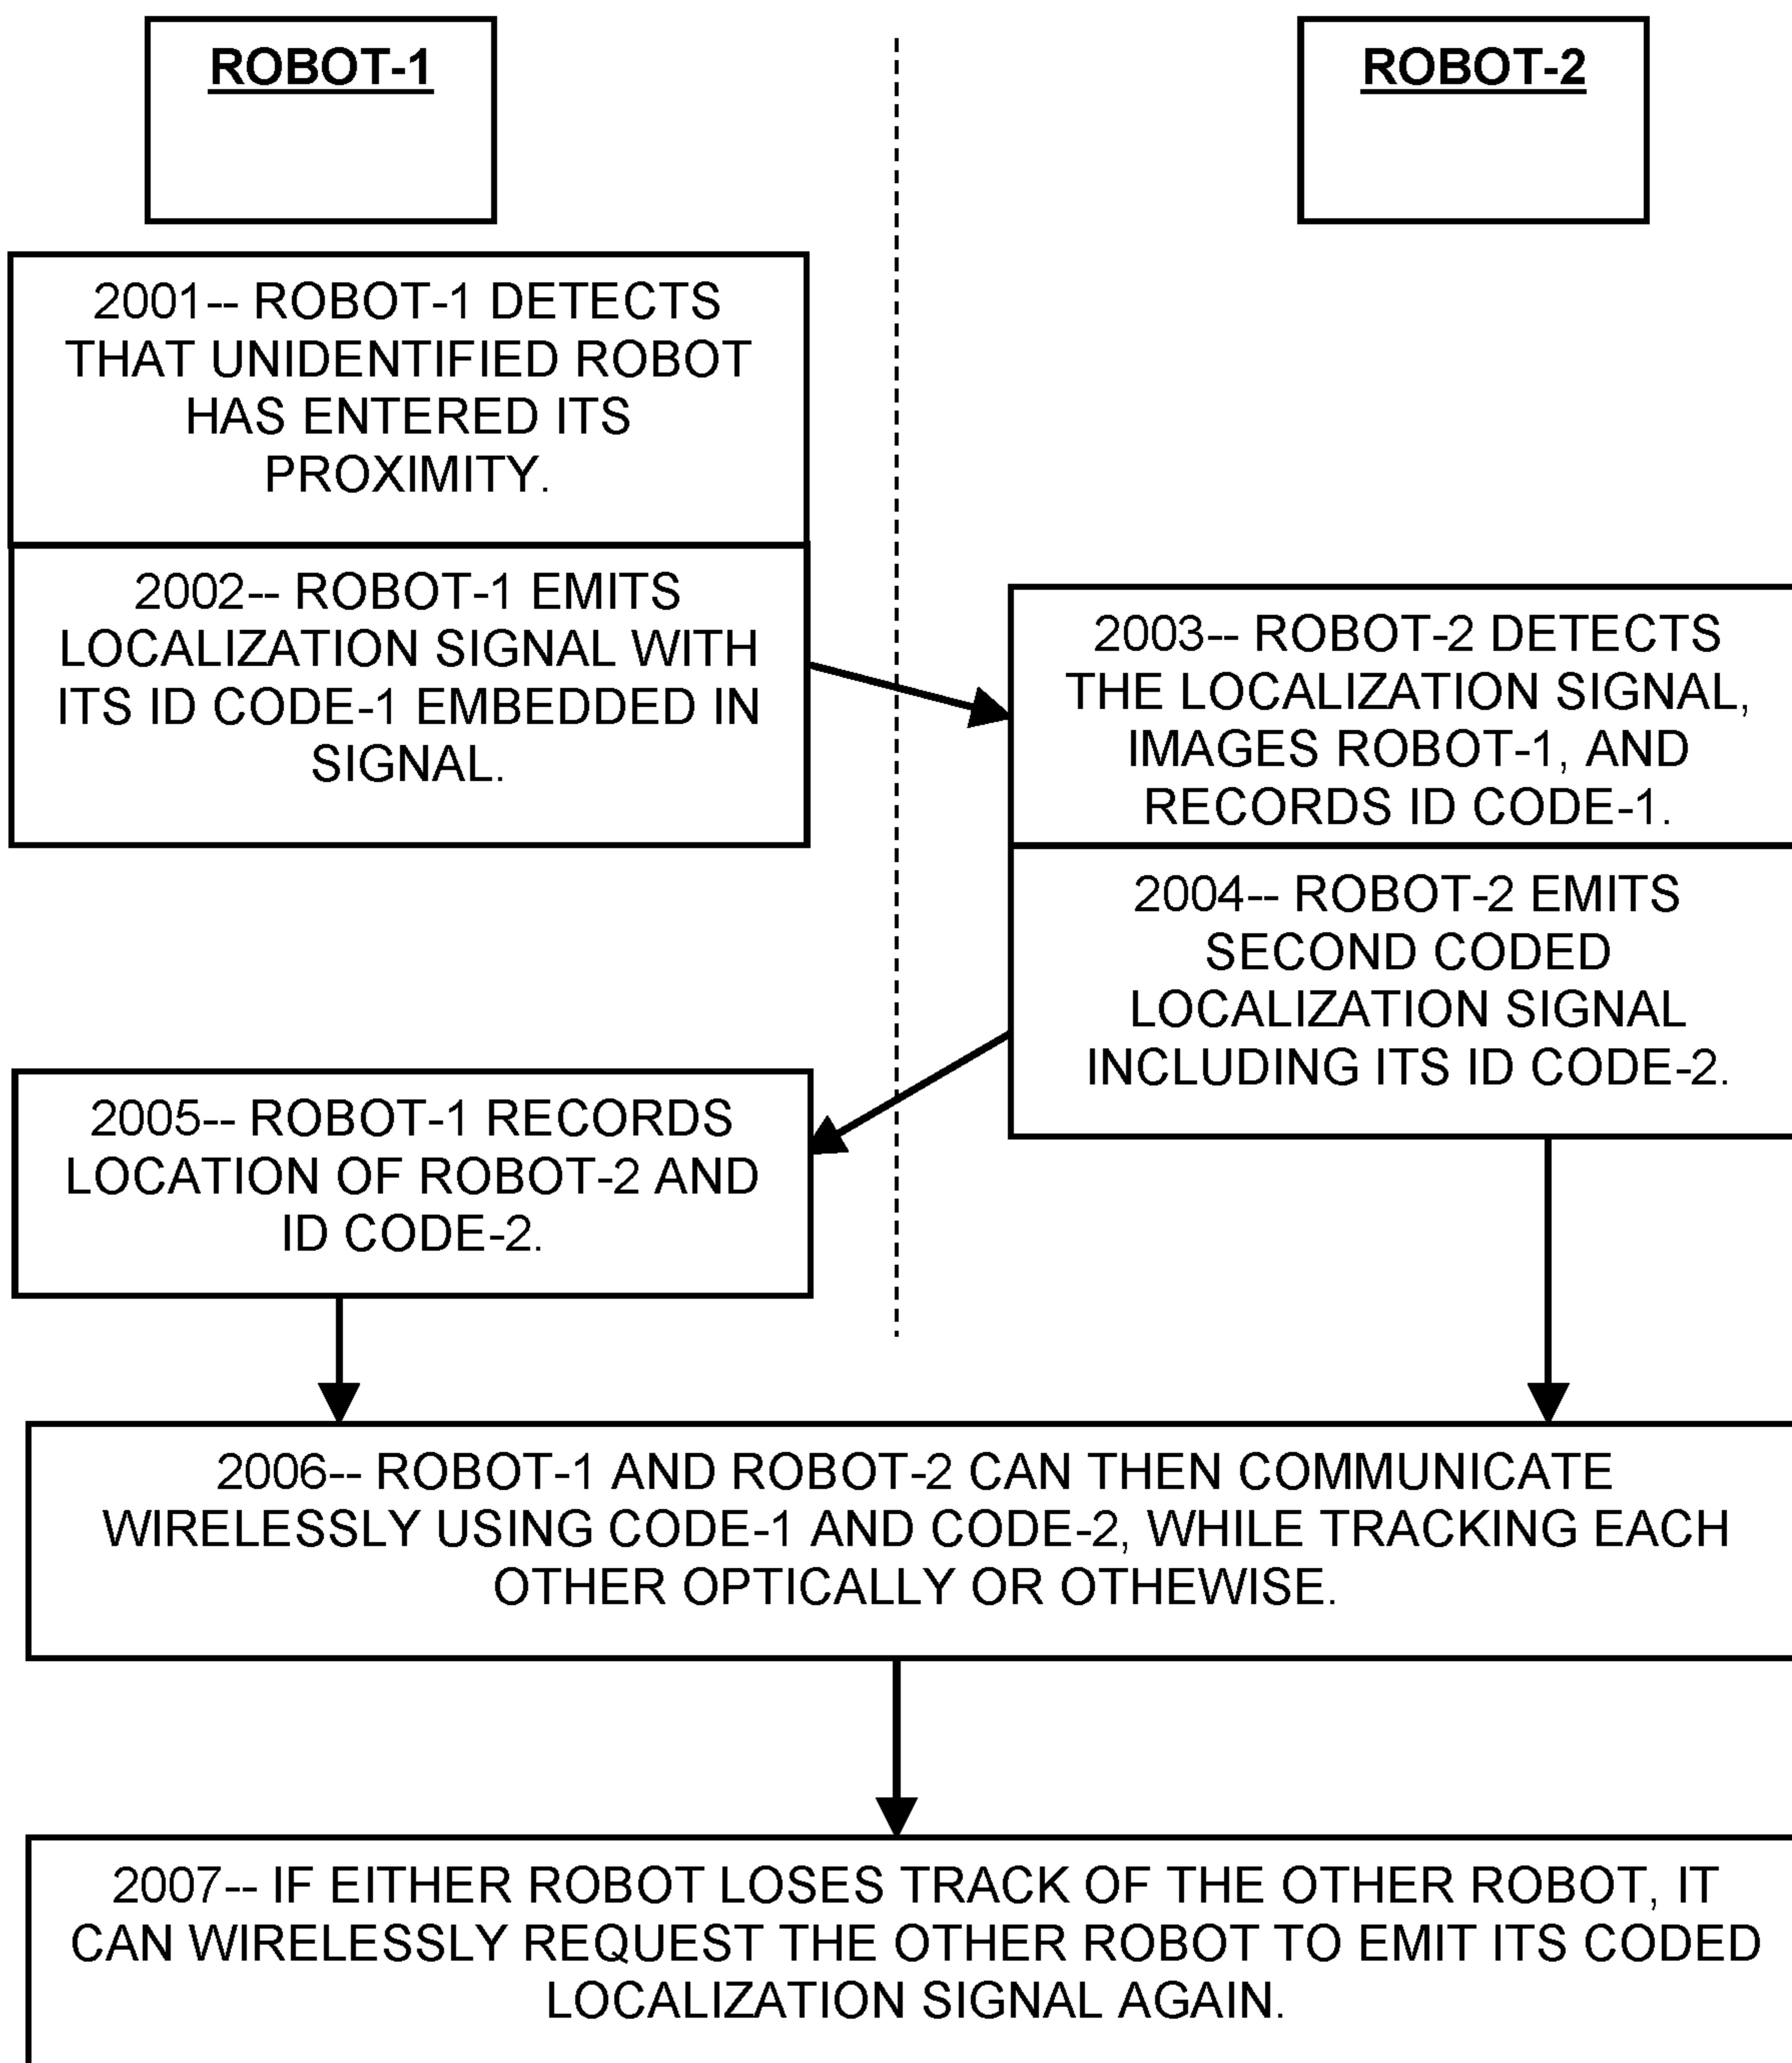 ROBOT-1
ROBOT-2
2001-- ROBOT-1 DETECTS
THAT UNIDENTIFIED ROBOT
HAS ENTERED ITS
PROXIMITY.
2002-- ROBOT-1 EMITS
LOCALIZATION SIGNAL WITH
ITS ID CODE-1 EMBEDDED IN
SIGNAL.
2003-- ROBOT-2 DETECTS
THE LOCALIZATION SIGNAL,
IMAGES ROBOT-1, AND
RECORDS ID CODE-1.
2004-- ROBOT-2 EMITS
SECOND CODED
LOCALIZATION SIGNAL
INCLUDING ITS ID CODE-2.
2005-- ROBOT-1 RECORDS
LOCATION OF ROBOT-2 AND
ID CODE-2.
2006-- ROBOT-1 AND ROBOT-2 CAN THEN COMMUNICATE
WIRELESSLY USING CODE-1 AND CODE-2, WHILE TRACKING EACH
OTHER OPTICALLY OR OTHEWISE.
2007-- IF EITHER ROBOT LOSES TRACK OF THE OTHER ROBOT, IT
CAN WIRELESSLY REQUEST THE OTHER ROBOT TO EMIT ITS CODED
LOCALIZATION SIGNAL AGAIN.